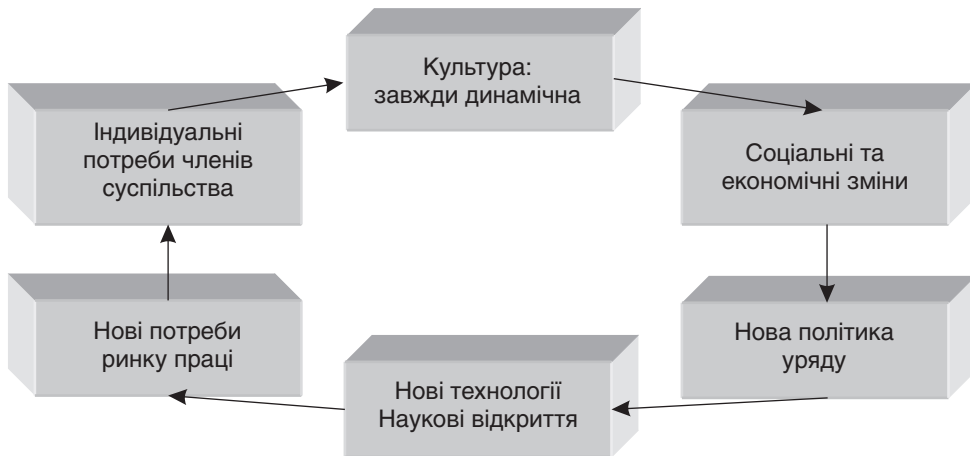 Культура:
завжди динамічна
Індивідуальні
потреби членів
суспільства
Соціальні та
економічні зміни
Нові потреби
ринку праці
Нова політика
уряду
Нові технології
Наукові відкриття